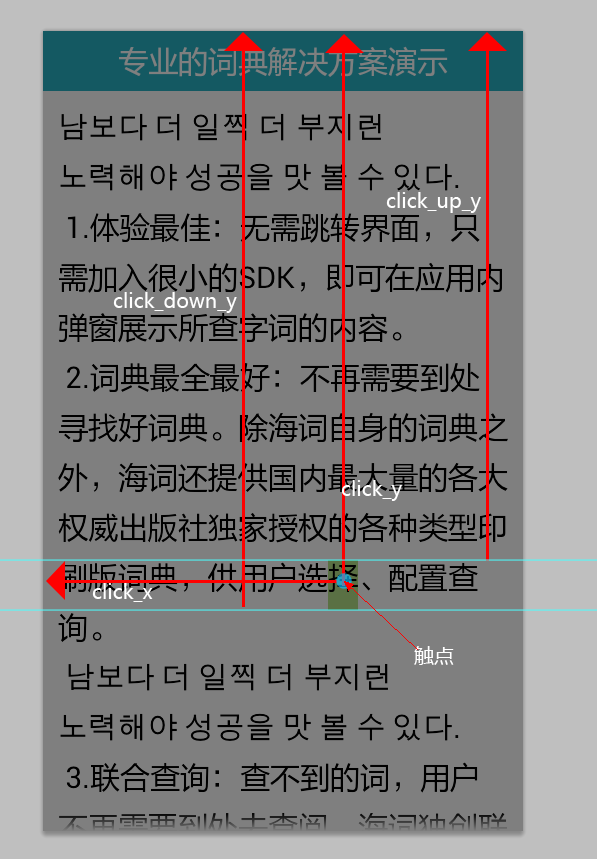 专业的词典解决方案演示
남보다 더 일찍 더 부지런
노력해야 성공을 맛 볼 수 있다.
click_up_y
1.体验最佳：无需跳转界面，只
需加入很小的SDK，即可在应用内
click_down_y
弹窗展示所查字词的内容。
2.词典最全最好：不再需要到处
寻找好词典。除海词自身的词典之
外，海词还提供国内最大量的各大
click_y
权威出版社独家授权的各种类型印
刷版词典，供用户选择、配置查
click_x
询。
触点
남보다 더 일찍 더 부지런
노력해야 성공을 맛 볼 수 있다.
3.联合查询：查不到的词，用户
不再需要到处去查阅，海词独创联